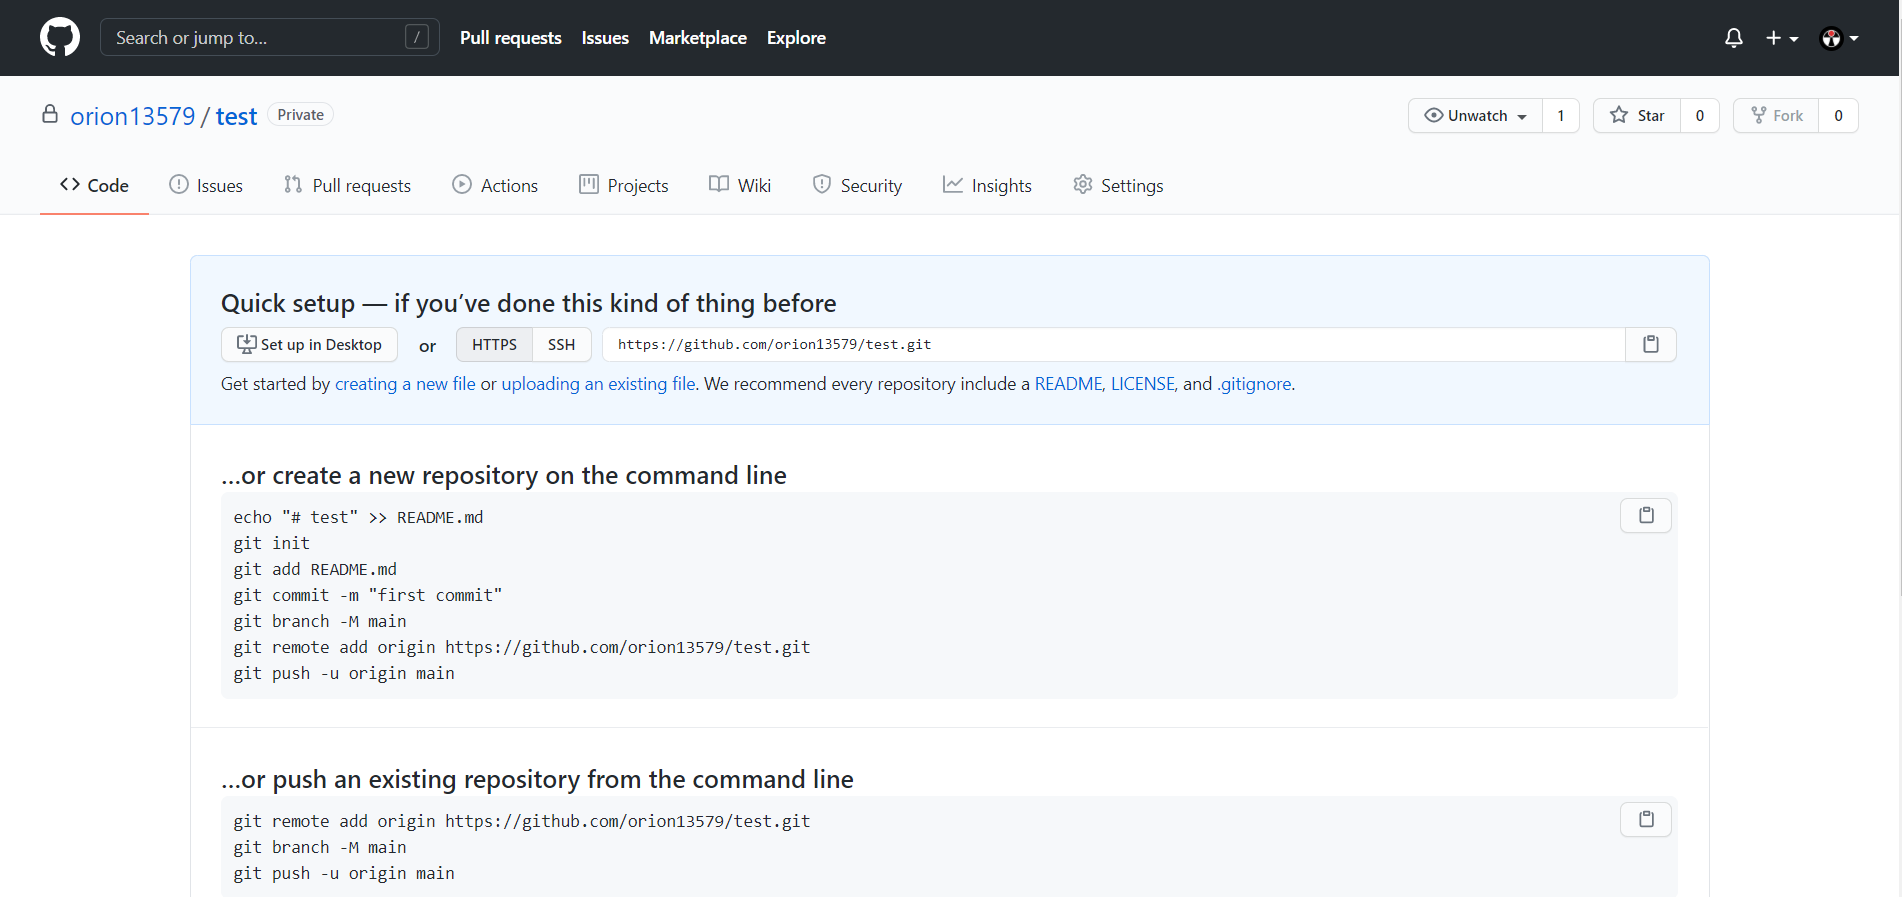 Search or jump to... /
Pull requests Issues Marketplace Explore
orion13579 / test Private
Unwatch 1 Star 0 Fork 0
Code Issues Pull requests Actions Projects Wiki Security Insights Settings
Quick setup — if you’ve done this kind of thing before
Set up in Desktop or HTTPS SSH https://github.com/orion13579/test.git
Get started by creating a new file or uploading an existing file. We recommend every repository include a README, LICENSE, and .gitignore.
…or create a new repository on the command line
echo "# test" >> README.md
git init
git add README.md
git commit -m "first commit"
git branch -M main
git remote add origin https://github.com/orion13579/test.git
git push -u origin main
…or push an existing repository from the command line
git remote add origin https://github.com/orion13579/test.git
git branch -M main
git push -u origin main